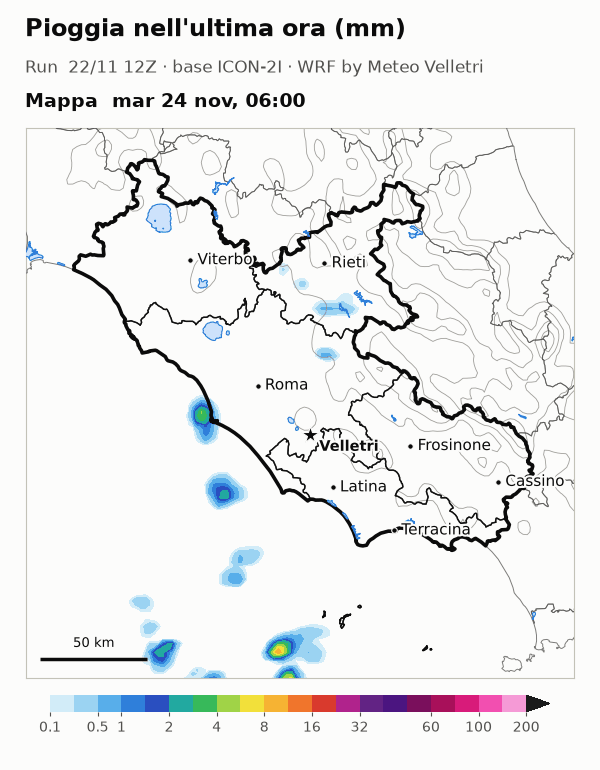 Pioggia nell'ultima ora (mm)
Run  22/11 12Z · base ICON-2I · WRF by Meteo Velletri
Mappa  mar 24 nov, 06:00
Viterbo
Rieti
Roma
Velletri
Frosinone
Cassino
Latina
Terracina
50 km
0.1 0.5 1 2 4 8 16 32 60 100 200